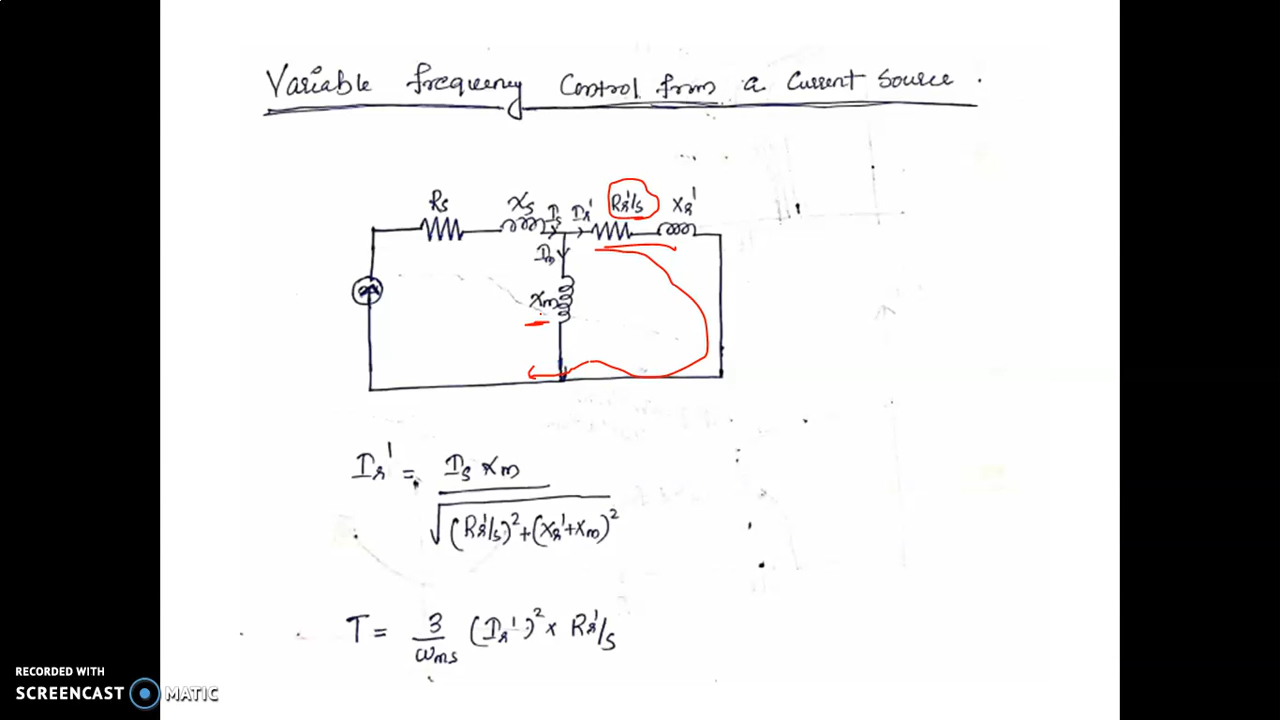 Variable frequency Control from a Current Source .
Rs Xs Is Ir' Rr'/s Xr'
Im
Xm
Ir' = Is Xm
√(Rr'/s)²+(Xr'+Xm)²
T = 3/ωms (Ir')² × Rr'/s
RECORDED WITH
SCREENCAST MATIC